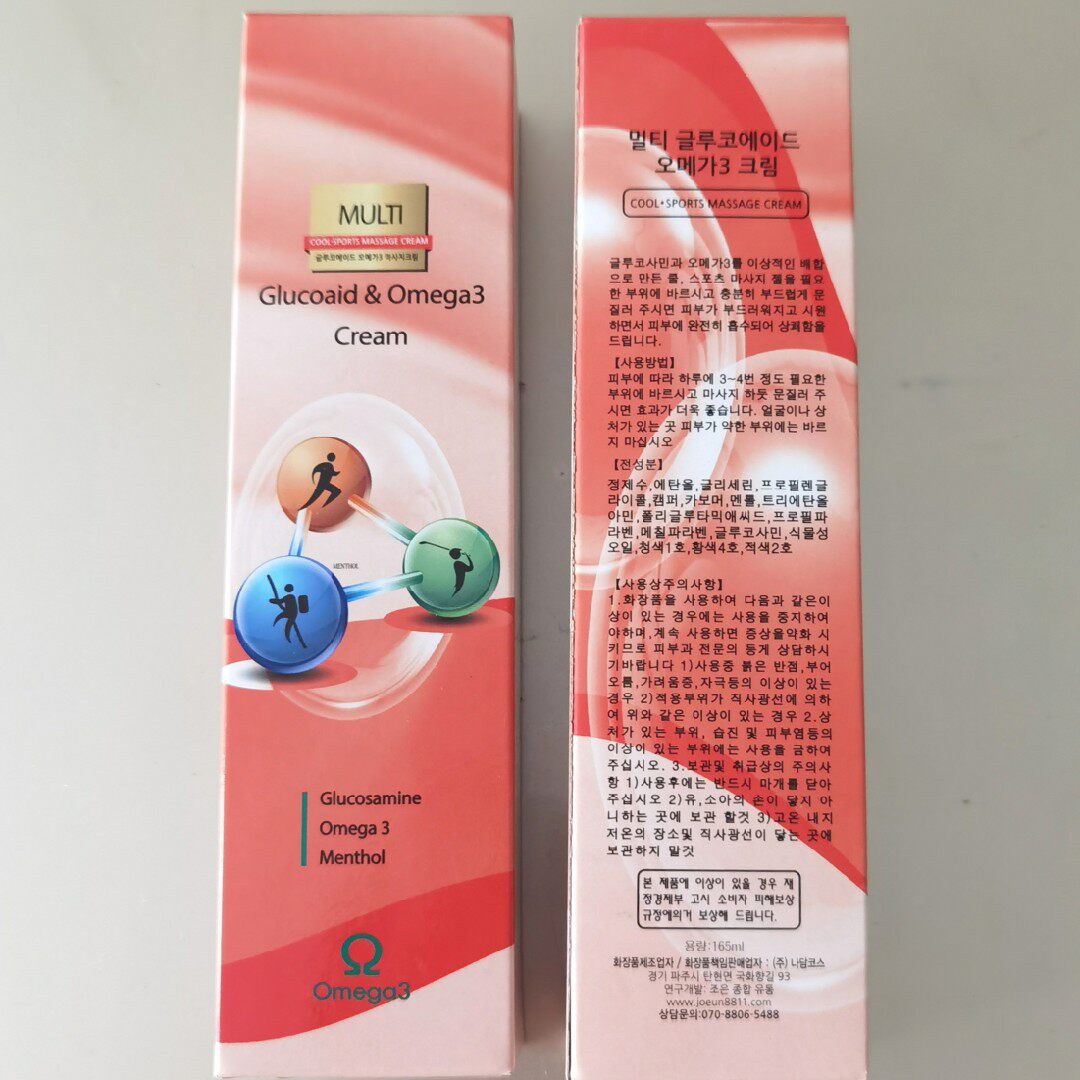 MULTI
COOL•SPORTS MASSAGE CREAM
글루코에이드 오메가3 마사지크림
Glucoaid & Omega3
Cream
MENTHOL
Glucosamine
Omega 3
Menthol
Omega3
멀티 글루코에이드
오메가3 크림
COOL•SPORTS MASSAGE CREAM
글루코사민과 오메가3를 이상적인 배합
으로 만든 쿨, 스포츠 마사지 젤을 필요
한 부위에 바르시고 충분히 부드럽게 문
질러 주시면 피부가 부드러워지고 시원
하면서 피부에 완전히 흡수되어 상쾌함을
드립니다.
【사용방법】
피부에 따라 하루에 3~4번 정도 필요한
부위에 바르시고 마사지 하듯 문질러 주
시면 효과가 더욱 좋습니다. 얼굴이나 상
처가 있는 곳 피부가 약한 부위에는 바르
지 마십시오
【전성분】
정제수,에탄올,글리세린,프로필렌글
라이콜,캠퍼,카보머,멘톨,트리에탄올
아민,폴리글루타믹애씨드,프로필파
라벤,메칠파라벤,글루코사민,식물성
오일,청색1호,황색4호,적색2호
【사용상주의사항】
1.화장품을 사용하여 다음과 같은이
상이 있는 경우에는 사용을 중지하여
야하며,계속 사용하면 증상을약화 시
키므로 피부과 전문의 등게 상담하시
기바랍니다 1)사용중 붉은 반점,부어
오름,가려움증,자극등의 이상이 있는
경우 2)적용부위가 직사광선에 의하
여 위와 같은 이상이 있는 경우 2.상
처가 있는 부위, 습진 및 피부염등의
이상이 있는 부위에는 사용을 금하여
주십시오. 3.보관및 취급상의 주의사
항 1)사용후에는 반드시 마개를 닫아
주십시오 2)유,소아의 손이 닿지 아
니하는 곳에 보관 할것 3)고온 내지
저온의 장소및 직사광선이 닿는 곳에
보관하지 말것
본 제품에 이상이 있을 경우 재
정경제부 고시 소비자 피해보상
규정에의거 보상해 드립니다.
용량:165ml
화장품제조업자 / 화장품책임판매업자 : (주) 나담코스
경기 파주시 탄현면 국화향길 93
연구개발: 조은 종합 유통
www.joeun8811.com
상담문의:070-8806-5488